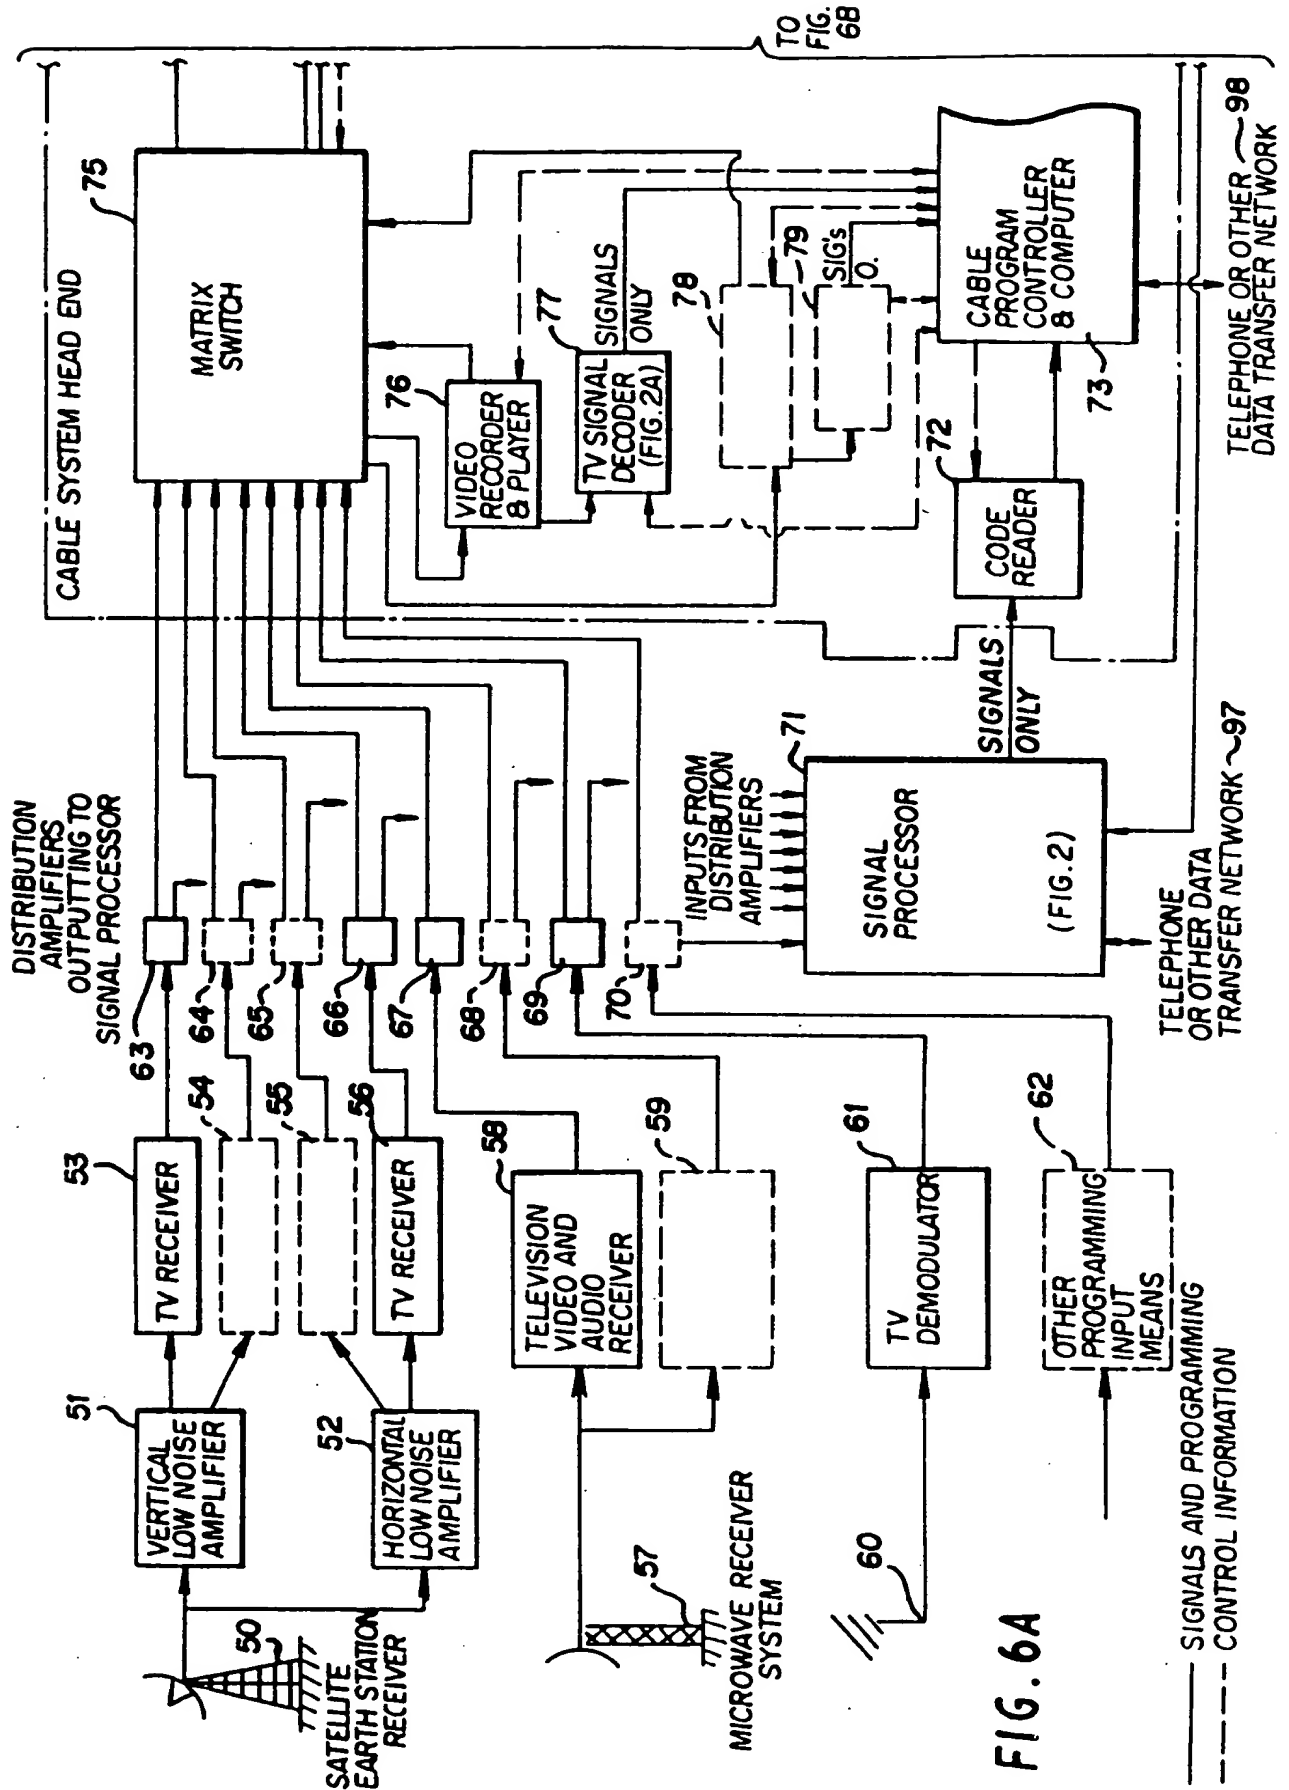 TO
FIG.
6B
CABLE SYSTEM HEAD END
75
MATRIX
SWITCH
76
VIDEO
RECORDER
& PLAYER
77
TV SIGNAL
DECODER
(FIG. 2A)
SIGNALS
ONLY
78
79
SIG's
O.
CABLE
PROGRAM
CONTROLLER
& COMPUTER
73
72
CODE
READER
TELEPHONE OR OTHER 98
DATA TRANSFER NETWORK
DISTRIBUTION
AMPLIFIERS
OUTPUTTING TO
SIGNAL PROCESSOR
63
64
65
66
67
68
69
70
INPUTS FROM
DISTRIBUTION
AMPLIFIERS
71
SIGNAL
PROCESSOR
(FIG. 2)
SIGNALS
ONLY
TELEPHONE
OR OTHER DATA
TRANSFER NETWORK 97
53
TV RECEIVER
54
55
56
TV RECEIVER
58
TELEVISION
VIDEO AND
AUDIO
RECEIVER
59
61
TV
DEMODULATOR
62
OTHER
PROGRAMMING
INPUT
MEANS
51
VERTICAL
LOW NOISE
AMPLIFIER
52
HORIZONTAL
LOW NOISE
AMPLIFIER
50
SATELLITE
EARTH STATION
RECEIVER
57
MICROWAVE RECEIVER
SYSTEM
60
FIG. 6A
SIGNALS AND PROGRAMMING
CONTROL INFORMATION